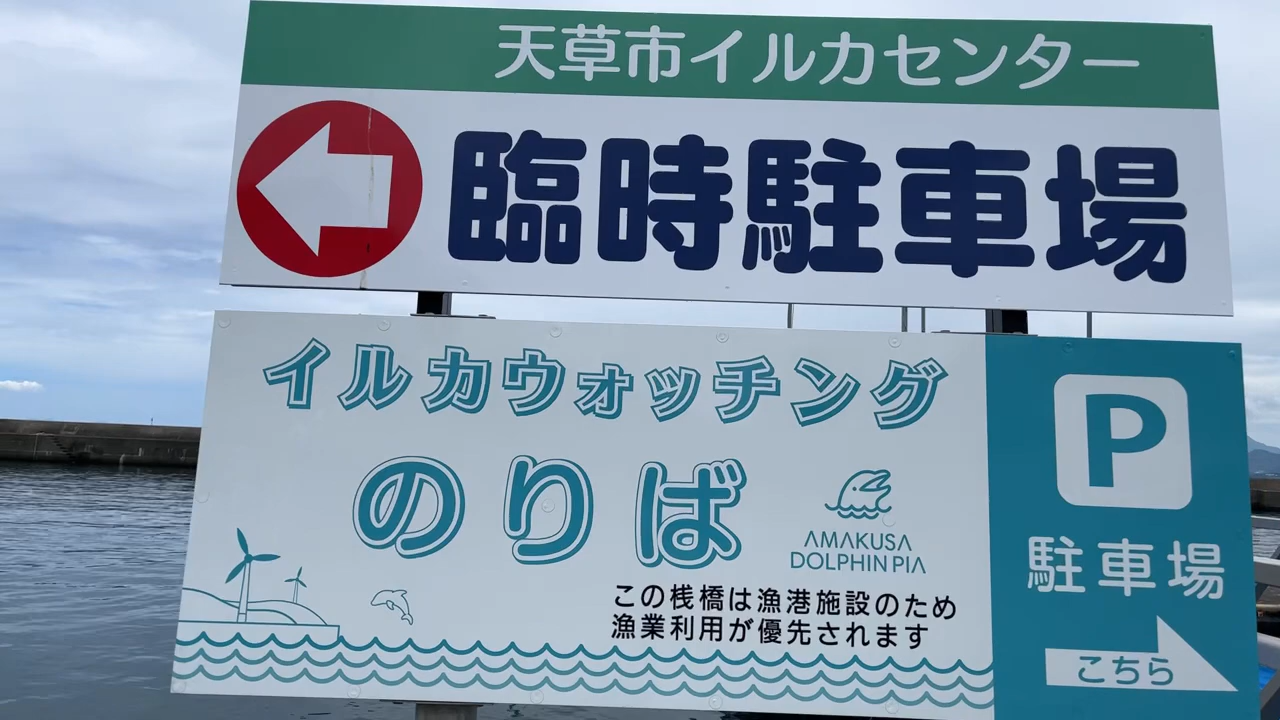 天草市イルカセンター
臨時駐車場
イルカウォッチング
のりば
AMAKUSA
DOLPHIN PIA
この桟橋は漁港施設のため
漁業利用が優先されます
P
駐車場
こちら